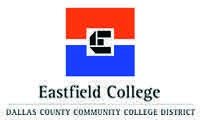 Eastfield College
DALLAS COUNTY COMMUNITY COLLEGE DISTRICT